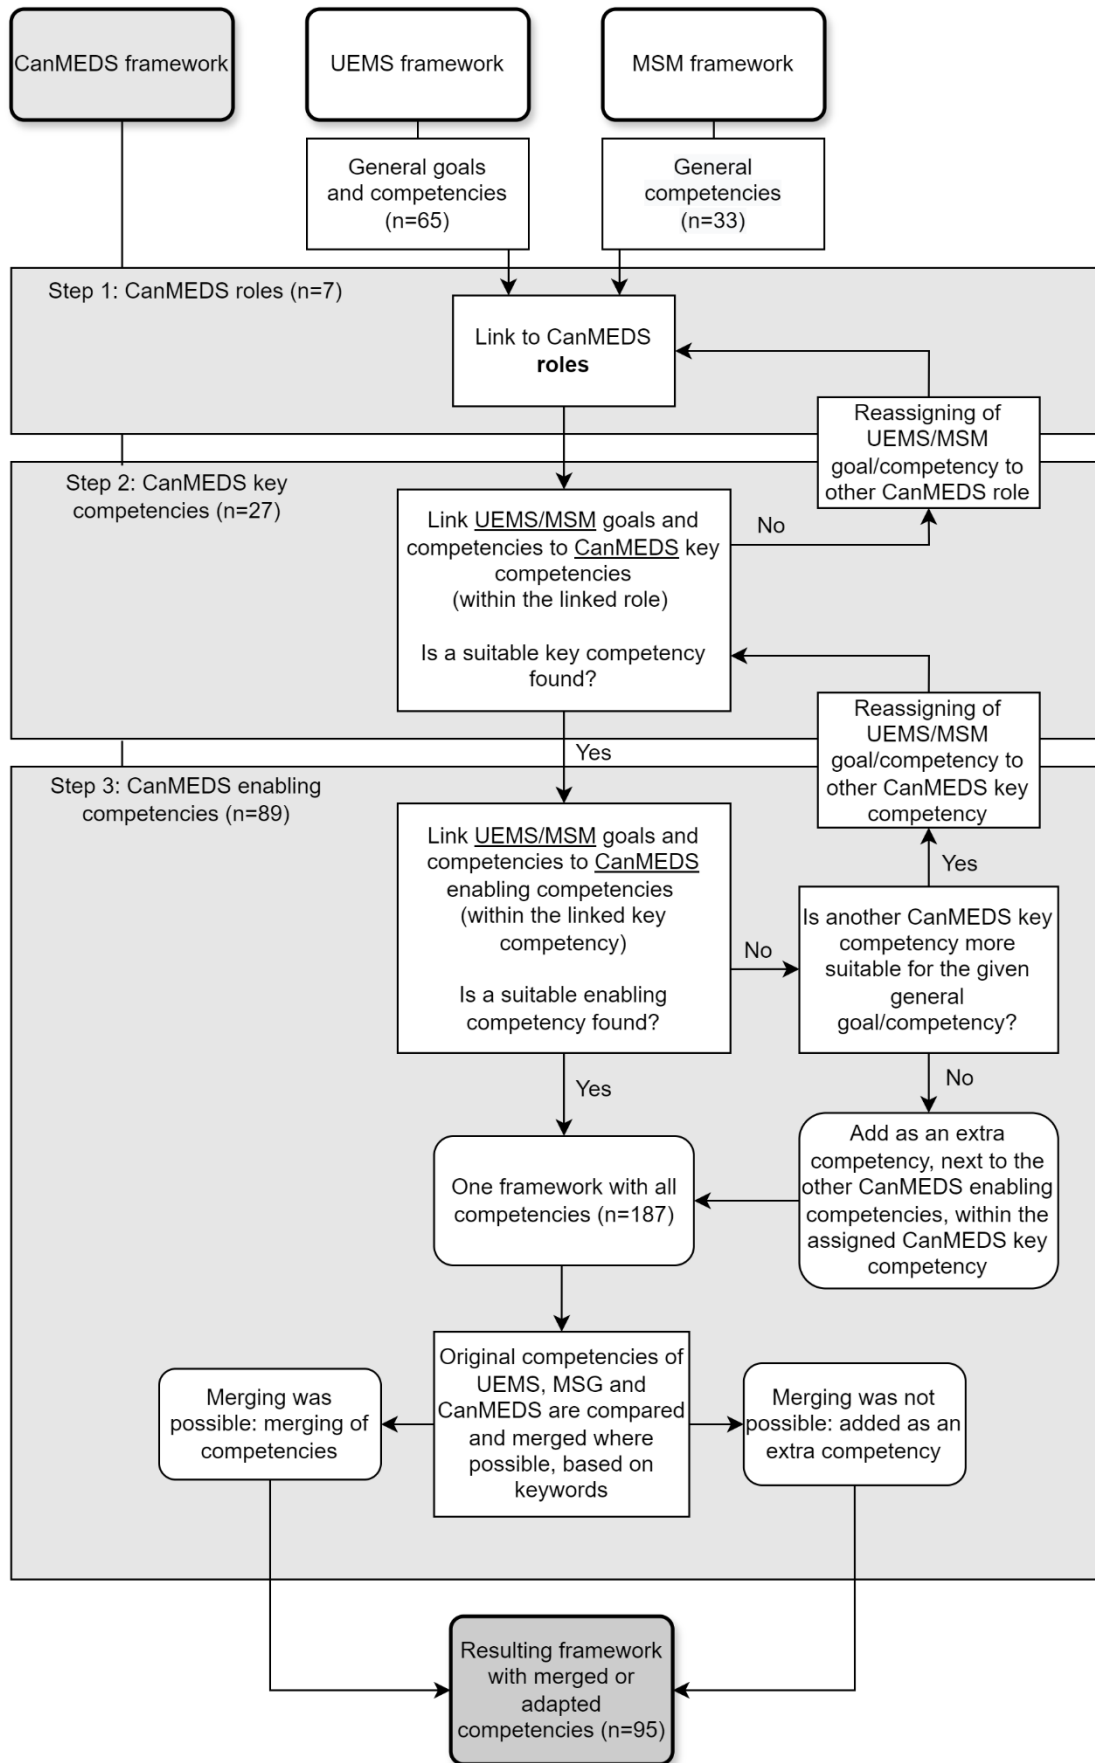 CanMEDS framework
UEMS framework
MSM framework
General goals
and competencies
(n=65)
General
competencies
(n=33)
Step 1: CanMEDS roles (n=7)
Link to CanMEDS
roles
Reassigning of
UEMS/MSM
goal/competency to
other CanMEDS role
Step 2: CanMEDS key
competencies (n=27)
Link UEMS/MSM goals and
competencies to CanMEDS key
competencies
(within the linked role)
Is a suitable key competency
found?
No
Yes
Reassigning of
UEMS/MSM
goal/competency to
other CanMEDS key
competency
Step 3: CanMEDS enabling
competencies (n=89)
Link UEMS/MSM goals and
competencies to CanMEDS
enabling competencies
(within the linked key
competency)
Is a suitable enabling
competency found?
No
Yes
Is another CanMEDS key
competency more
suitable for the given
general
goal/competency?
Yes
No
One framework with all
competencies (n=187)
Add as an extra
competency, next to the
other CanMEDS enabling
competencies, within the
assigned CanMEDS key
competency
Merging was
possible: merging of
competencies
Original competencies of
UEMS, MSG and
CanMEDS are compared
and merged where
possible, based on
keywords
Merging was not
possible: added as an
extra competency
Resulting framework
with merged or
adapted
competencies (n=95)